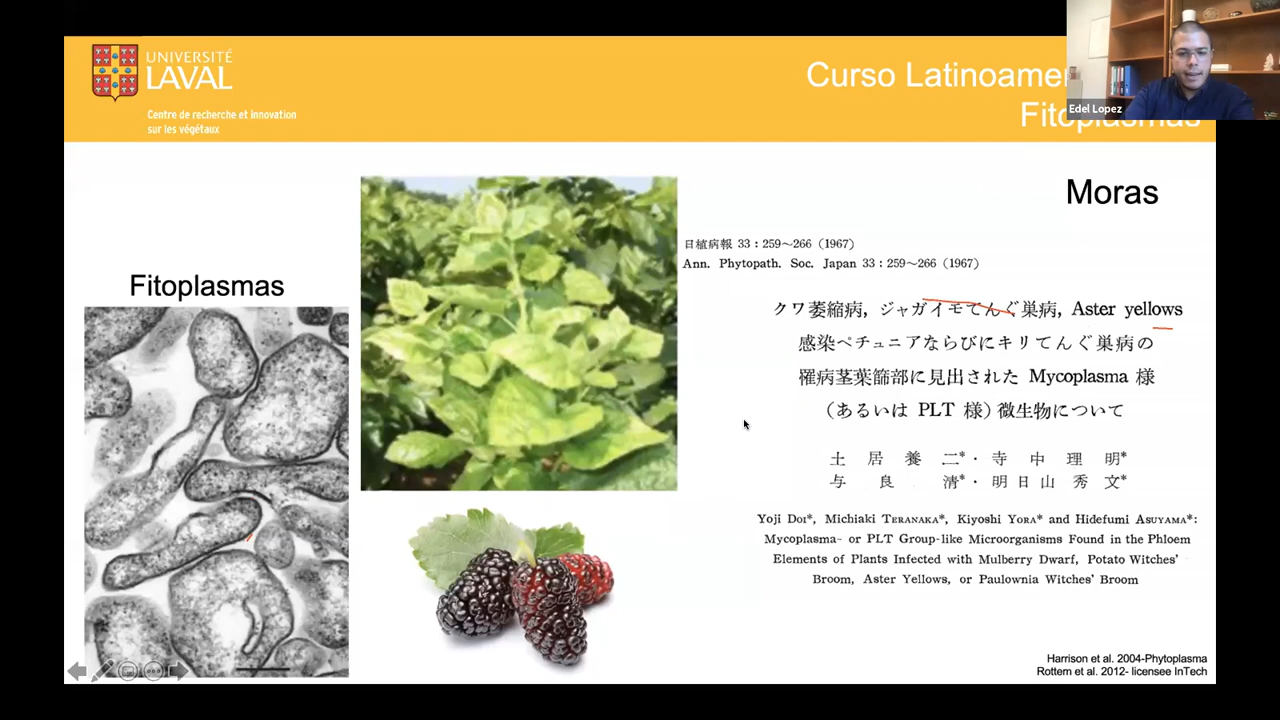 UNIVERSITÉ
LAVAL
Centre de recherche et innovation
sur les végétaux
Curso Latinoamer
Fitoplasmas
Edel Lopez
Moras
Fitoplasmas
日植病報 33：259～266（1967）
Ann. Phytopath. Soc. Japan 33：259～266（1967）
クワ萎縮病，ジャガイモてんぐ巣病，Aster yellows
感染ペチュニアならびにキリてんぐ巣病の
罹病茎葉篩部に見出された Mycoplasma 様
（あるいは PLT 様）微生物について
土居養二*・寺中理明*
与良清*・明日山秀文*
Yoji DOI*, Michiaki TERANAKA*, Kiyoshi YORA* and Hidefumi ASUYAMA*:
Mycoplasma- or PLT Group-like Microorganisms Found in the Phloem
Elements of Plants Infected with Mulberry Dwarf, Potato Witches'
Broom, Aster Yellows, or Paulownia Witches' Broom
Harrison et al. 2004-Phytoplasma
Rottern et al. 2012- licensee InTech